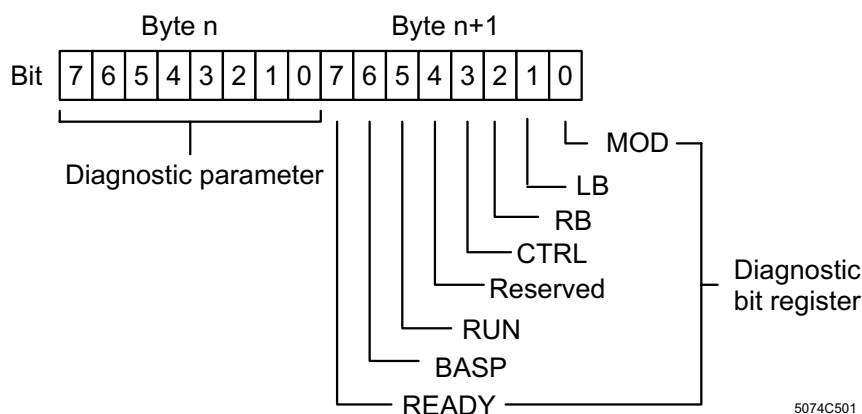 Byte n Byte n+1
Bit 7 6 5 4 3 2 1 0 7 6 5 4 3 2 1 0
MOD
Diagnostic parameter
LB
RB
CTRL
Diagnostic
Reserved
bit register
RUN
BASP
READY
5074C501